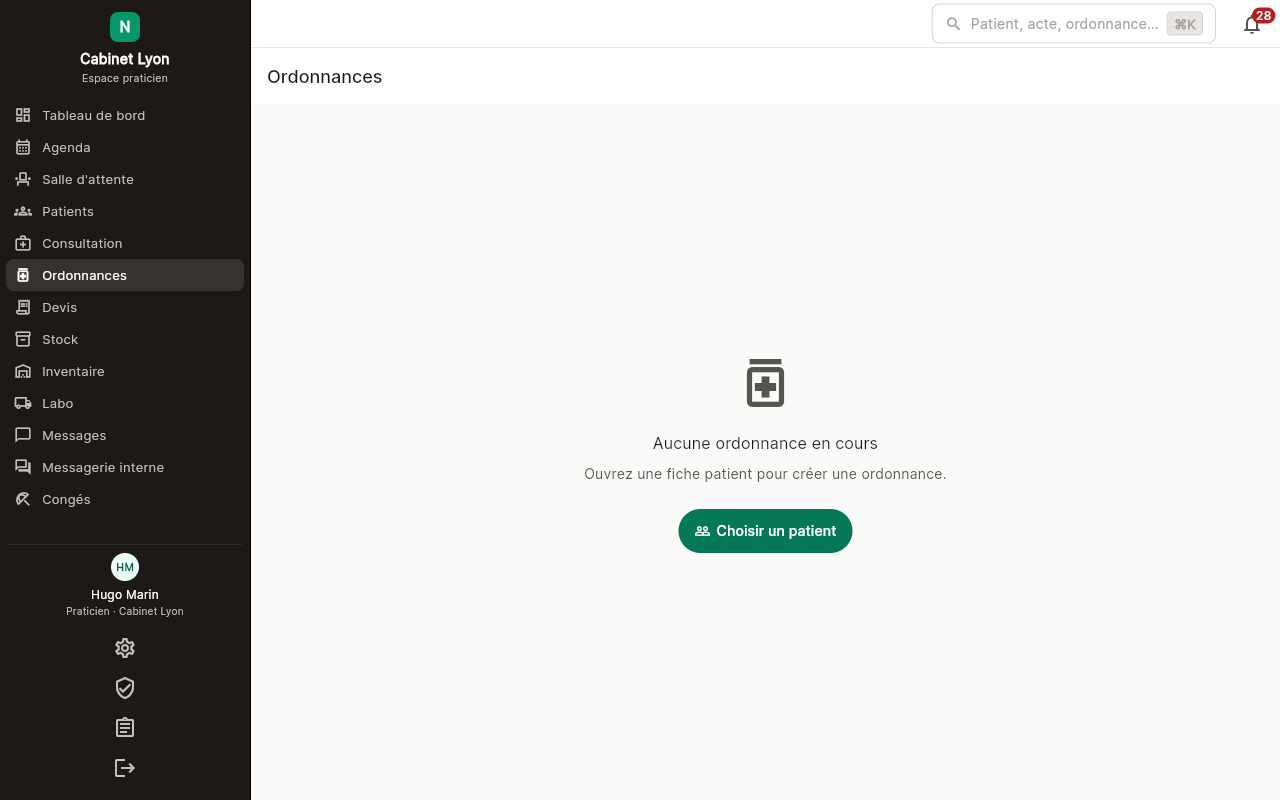 N
Cabinet Lyon
Espace praticien
Tableau de bord
Agenda
Salle d'attente
Patients
Consultation
Ordonnances
Devis
Stock
Inventaire
Labo
Messages
Messagerie interne
Congés
HM
Hugo Marin
Praticien · Cabinet Lyon
Patient, acte, ordonnance... ⌘K
28
Ordonnances
Aucune ordonnance en cours
Ouvrez une fiche patient pour créer une ordonnance.
Choisir un patient